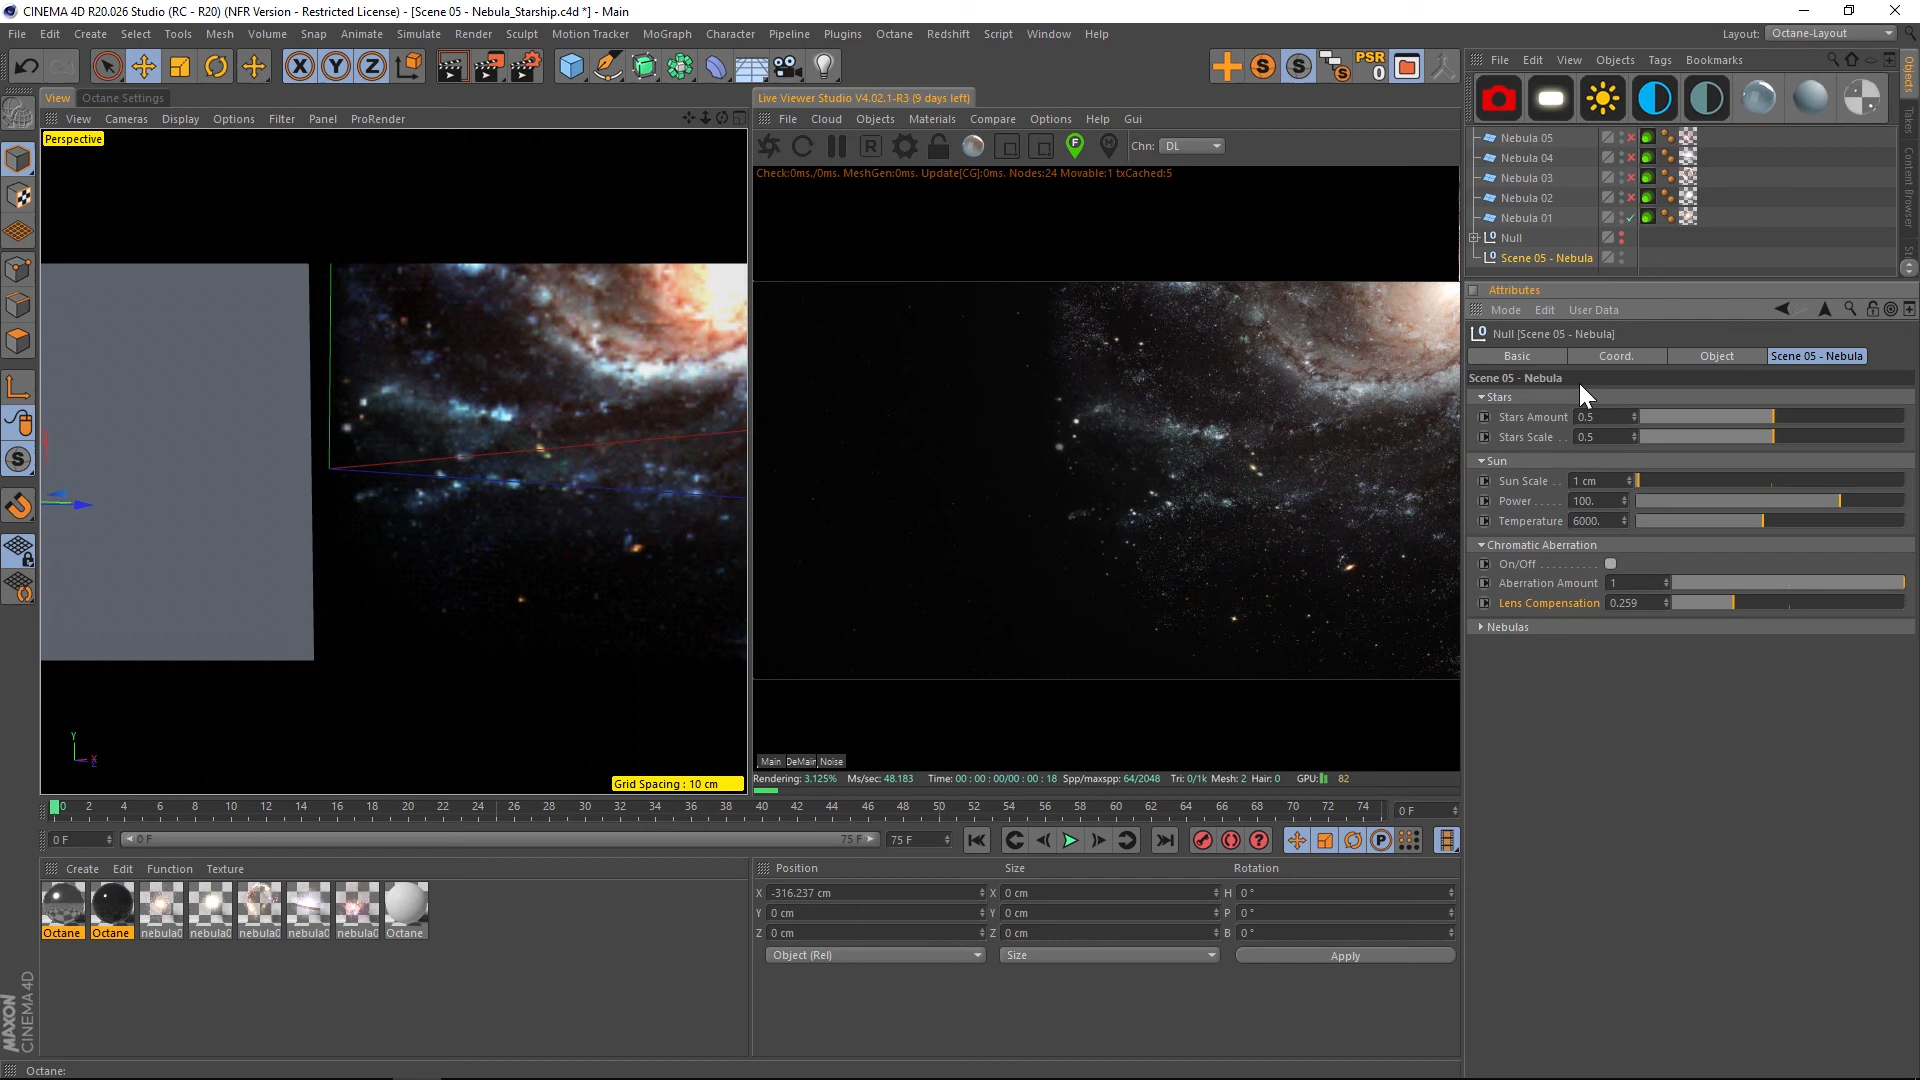 CINEMA 4D R20.026 Studio (RC - R20) (NFR Version - Restricted License) - [Scene 05 - Nebula_Starship.c4d *] - Main
File Edit Create Select Tools Mesh Volume Snap Animate Simulate Render Sculpt Motion Tracker MoGraph Character Pipeline Plugins Octane Redshift Script Window Help
Layout: Octane-Layout
PSR
0
File Edit View Objects Tags Bookmarks
View Octane Settings
Live Viewer Studio V4.02.1-R3 (9 days left)
View Cameras Display Options Filter Panel ProRender
File Cloud Objects Materials Compare Options Help Gui
Perspective
Chn: DL
Check:0ms./0ms. MeshGen:0ms. Update[CG]:0ms. Nodes:24 Movable:1 txCached:5
Objects
Takes
Content Browser
Nebula 05
Nebula 04
Nebula 03
Nebula 02
Nebula 01
Null
Scene 05 - Nebula
Attributes
Mode Edit User Data
Null [Scene 05 - Nebula]
Basic Coord. Object Scene 05 - Nebula
Scene 05 - Nebula
Stars
Stars Amount 0.5
Stars Scale . . 0.5
Sun
Sun Scale . . 1 cm
Power . . . . . 100.
Temperature 6000.
Chromatic Aberration
On/Off . . . . . . . . . .
Aberration Amount 1
Lens Compensation 0.259
Nebulas
Y
X
Z
Grid Spacing : 10 cm
Main DeMain Noise
Rendering: 3.125% Ms/sec: 48.183 Time: 00 : 00 : 00/00 : 00 : 18 Spp/maxspp: 64/2048 Tri: 0/1k Mesh: 2 Hair: 0 GPU: 82
0 2 4 6 8 10 12 14 16 18 20 22 24 26 28 30 32 34 36 38 40 42 44 46 48 50 52 54 56 58 60 62 64 66 68 70 72 74 0 F
0 F 0 F 75 F 75 F
Create Edit Function Texture
Octane Octane nebula0 nebula0 nebula0 nebula0 nebula0 Octane
Position Size Rotation
X -316.237 cm X 0 cm H 0 °
Y 0 cm Y 0 cm P 0 °
Z 0 cm Z 0 cm B 0 °
Object (Rel) Size Apply
MAXON
CINEMA 4D
Octane: